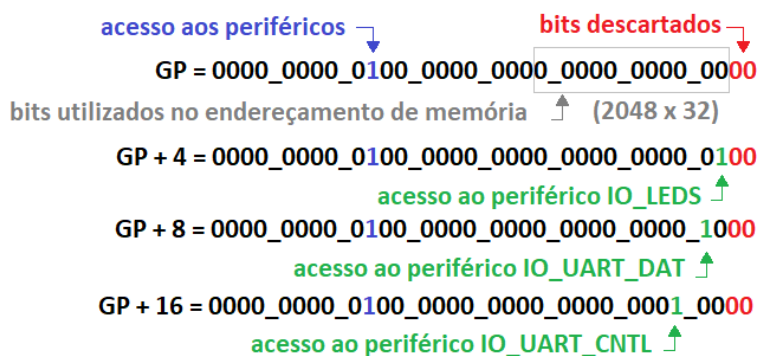 acesso aos periféricos bits descartados
GP = 0000_0000_0100_0000_0000_0000_0000_0000
bits utilizados no endereçamento de memória (2048 x 32)
GP + 4 = 0000_0000_0100_0000_0000_0000_0000_0100
acesso ao periférico IO_LEDS
GP + 8 = 0000_0000_0100_0000_0000_0000_0000_1000
acesso ao periférico IO_UART_DAT
GP + 16 = 0000_0000_0100_0000_0000_0000_0001_0000
acesso ao periférico IO_UART_CNTL